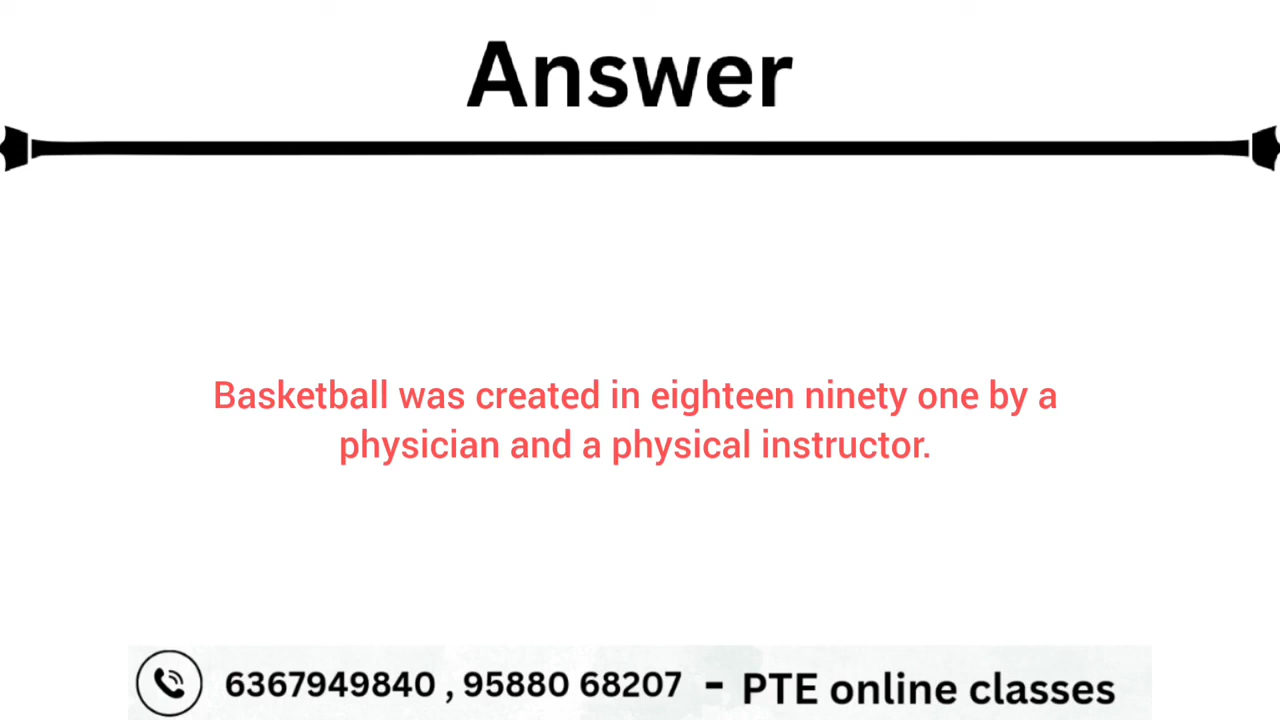 Answer
Basketball was created in eighteen ninety one by a
physician and a physical instructor.
6367949840 , 95880 68207 - PTE online classes